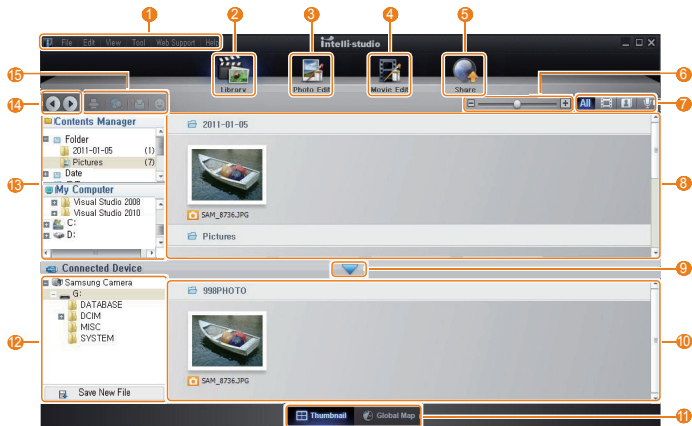 1 2 3 4 5
File Edit View Tool Web Support Help
intelli-studio
Library Photo Edit Movie Edit Share
15 6
14 All 7
Contents Manager
Folder
2011-01-05 (1)
Pictures (7)
Date
13
My Computer
Visual Studio 2008
Visual Studio 2010
C:
D:
2011-01-05
SAM_8736.JPG
Pictures
8
Connected Device 9
Samsung Camera
G:
DATABASE
DCIM
MISC
SYSTEM
12
Save New File
998PHOTO
SAM_8736.JPG
10
Thumbnail Global Map 11